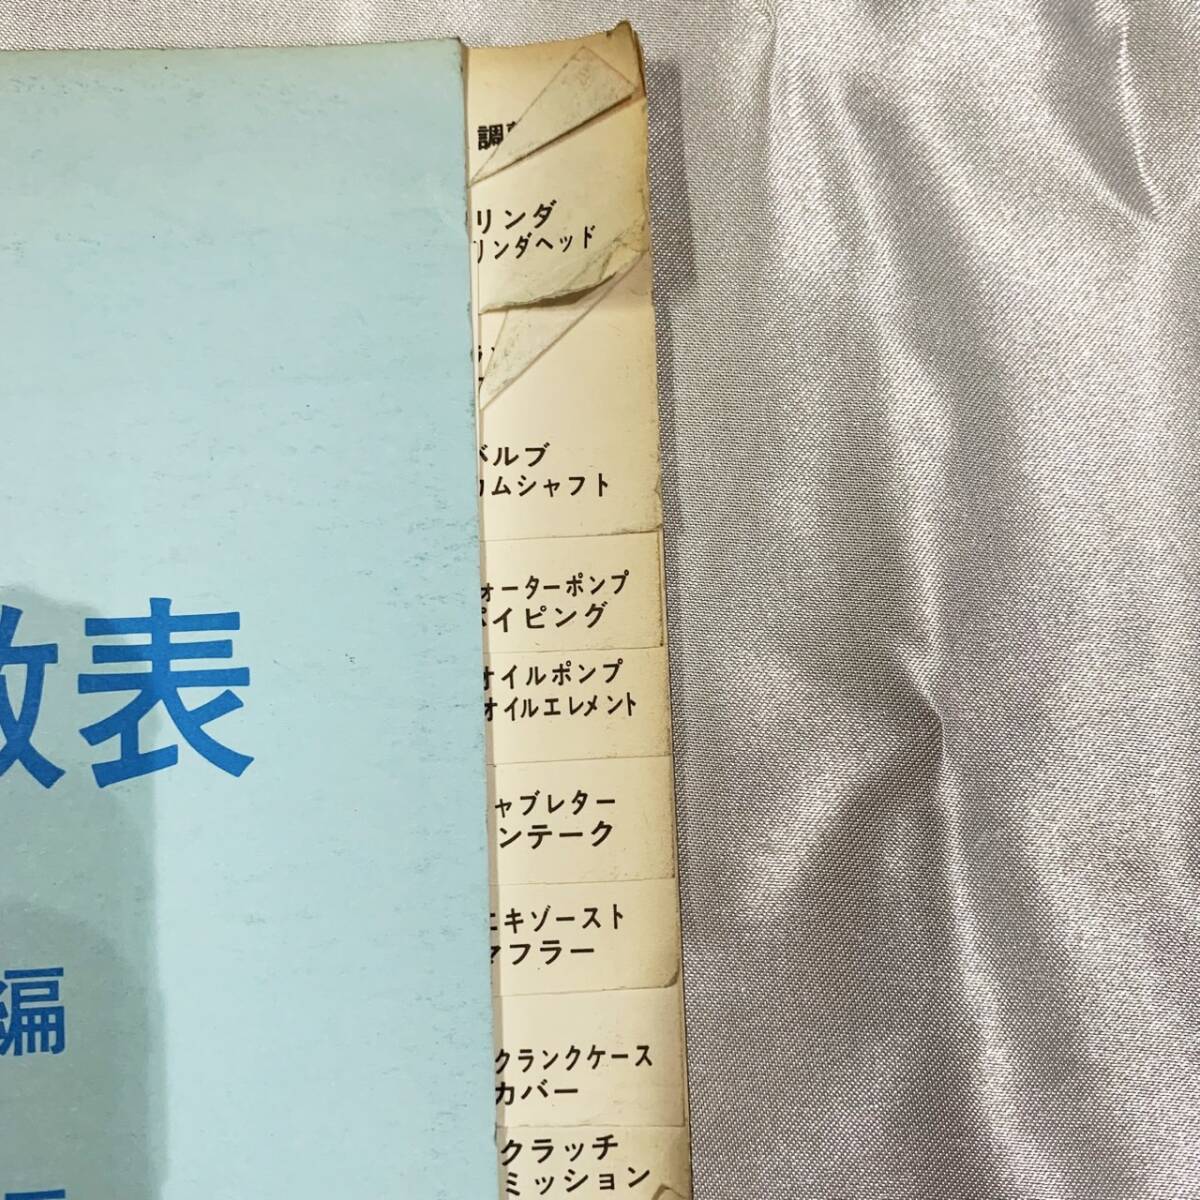 調
リンダ
リンダヘッド
バルブ
カムシャフト
ォーターポンプ
パイピング
オイルポンプ
オイルエレメント
ャブレター
ンテーク
エキゾースト
マフラー
クランクケース
カバー
クラッチ
ミッション
数表
編